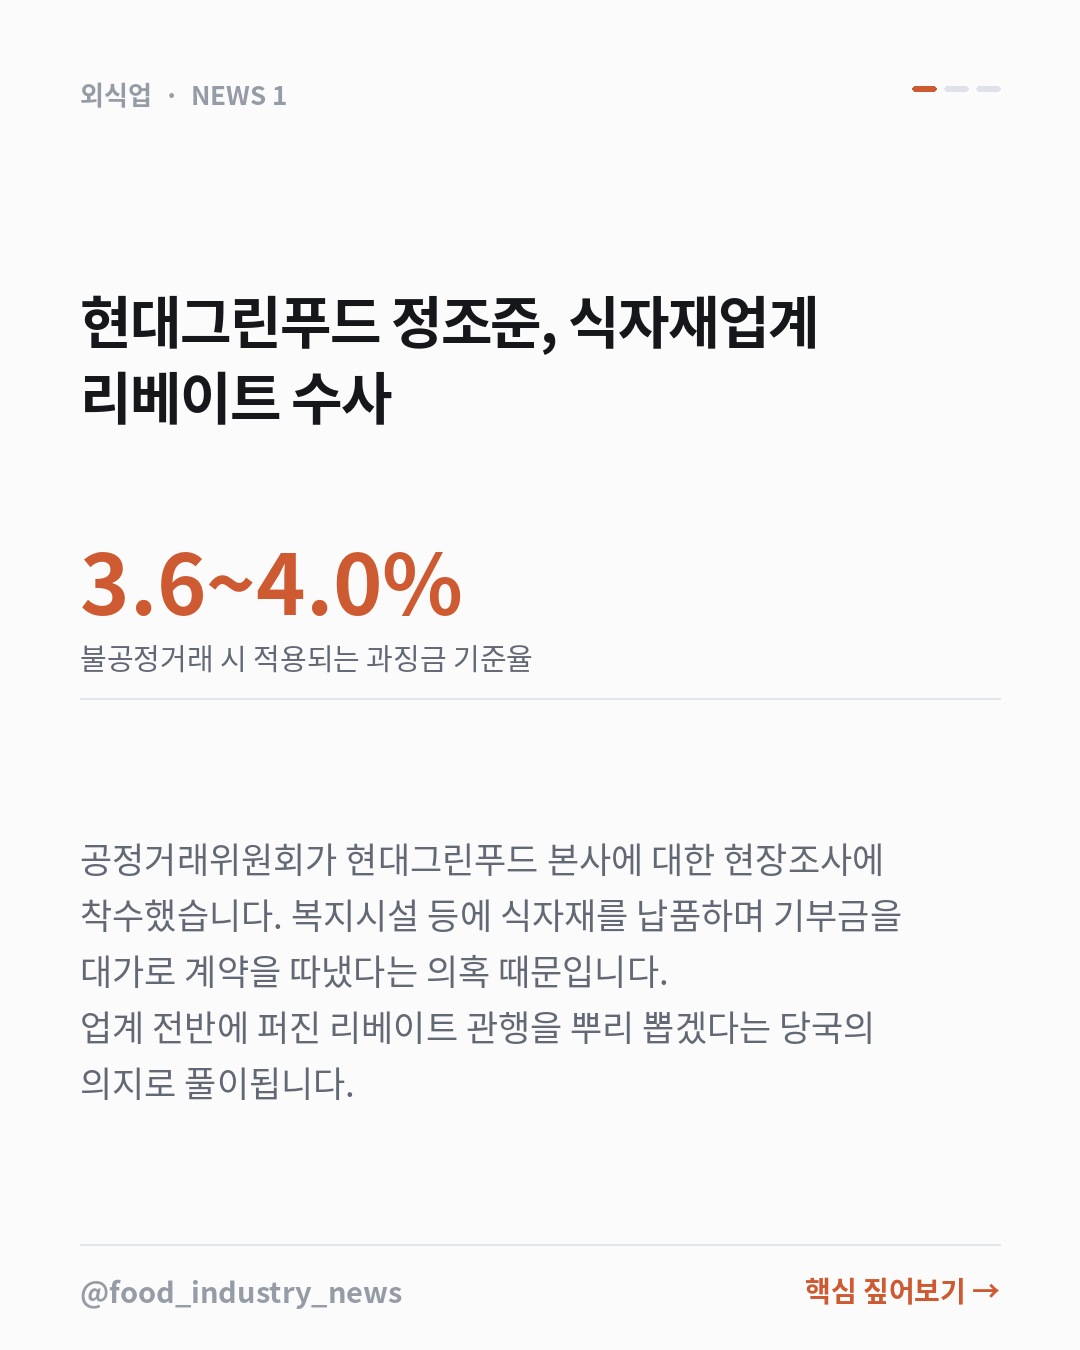 외식업 · NEWS 1
현대그린푸드 정조준, 식자재업계
리베이트 수사
3.6~4.0%
불공정거래 시 적용되는 과징금 기준율
공정거래위원회가 현대그린푸드 본사에 대한 현장조사에
착수했습니다. 복지시설 등에 식자재를 납품하며 기부금을
대가로 계약을 따냈다는 의혹 때문입니다.
업계 전반에 퍼진 리베이트 관행을 뿌리 뽑겠다는 당국의
의지로 풀이됩니다.
@food_industry_news
핵심 짚어보기 →